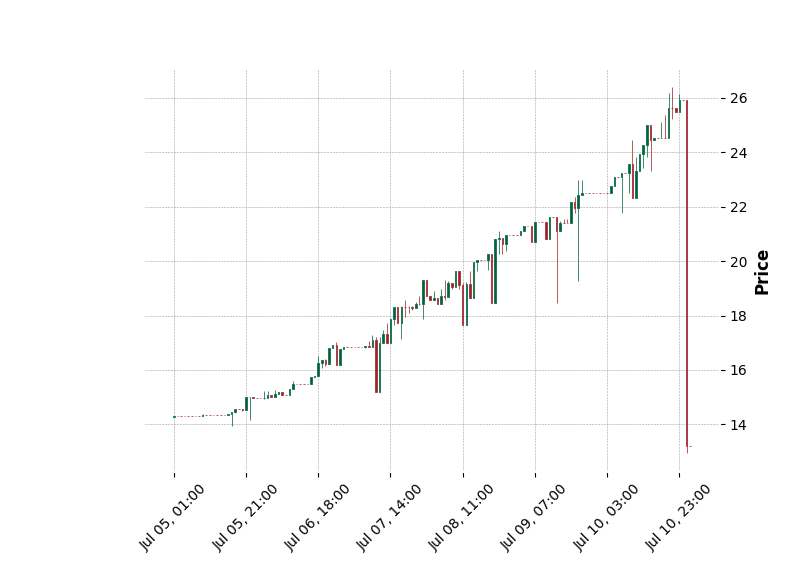 26
24
22
20
18
16
14
Price
Jul 05, 01:00
Jul 05, 21:00
Jul 06, 18:00
Jul 07, 14:00
Jul 08, 11:00
Jul 09, 07:00
Jul 10, 03:00
Jul 10, 23:00